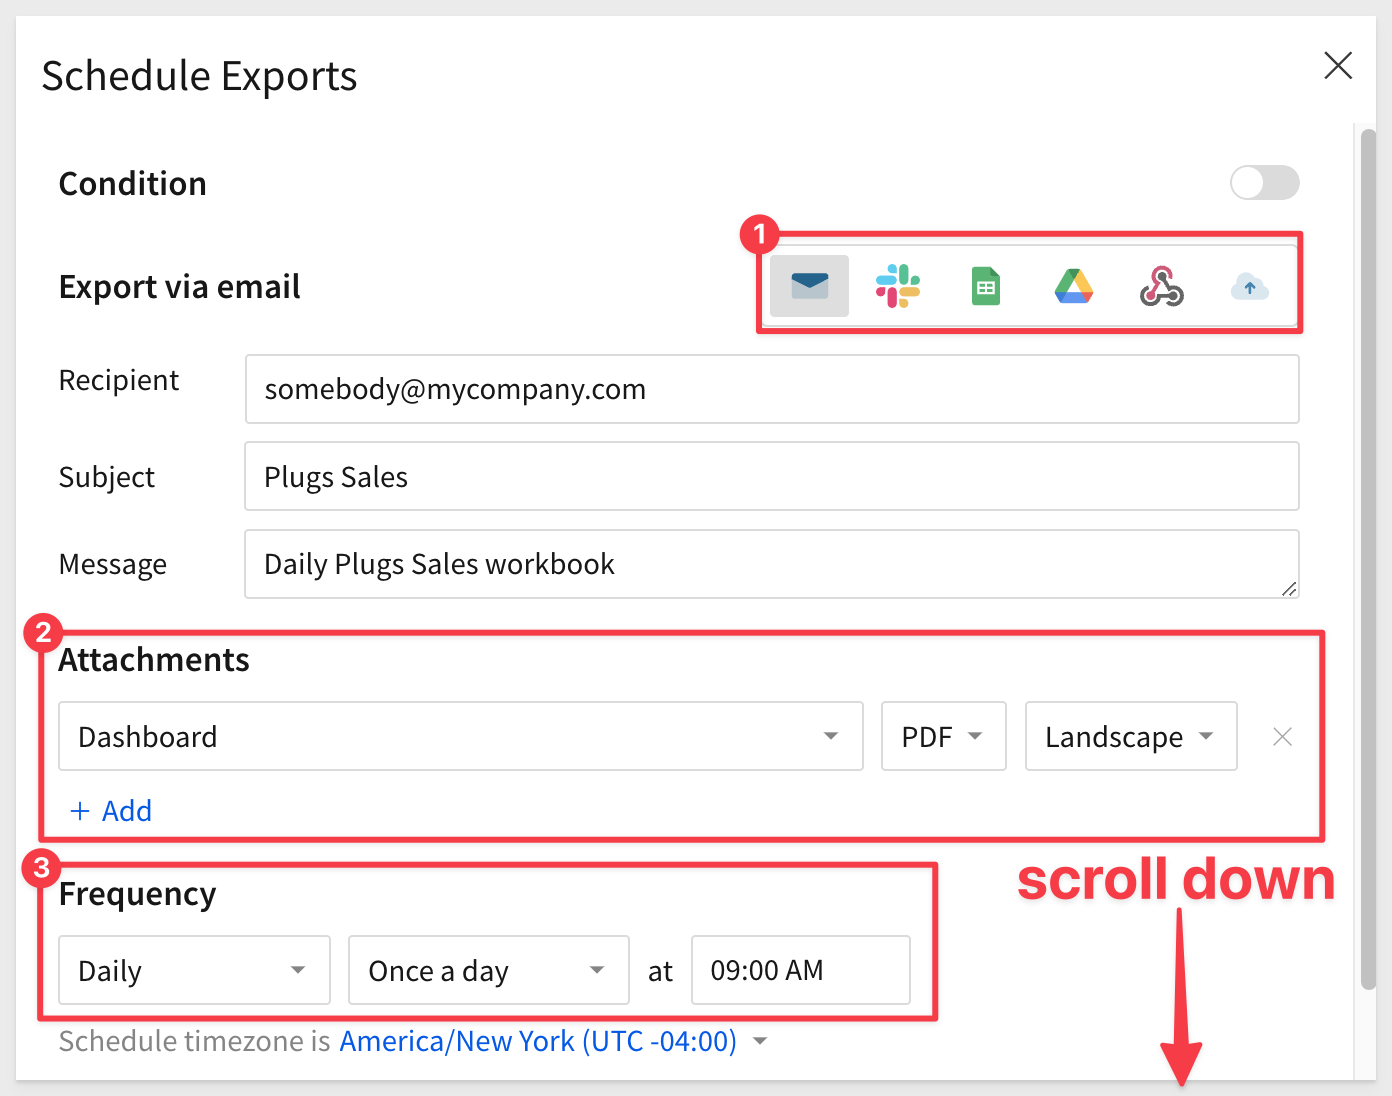 Schedule Exports
Condition
1
Export via email
Recipient
somebody@mycompany.com
Subject
Plugs Sales
Message
Daily Plugs Sales workbook
2
Attachments
Dashboard
PDF
Landscape
+ Add
3
Frequency
scroll down
Daily
Once a day
at
09:00 AM
Schedule timezone is America/New York (UTC -04:00)